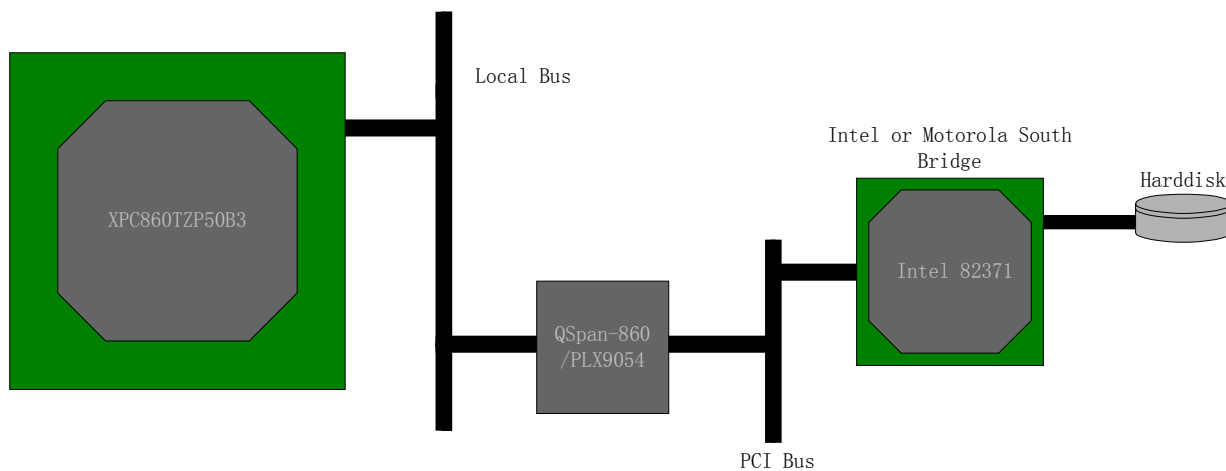 Local Bus
Intel or Motorola South
Bridge
Harddisk
XPC860TZP50B3
Intel 82371
QSpan-860
/PLX9054
PCI Bus